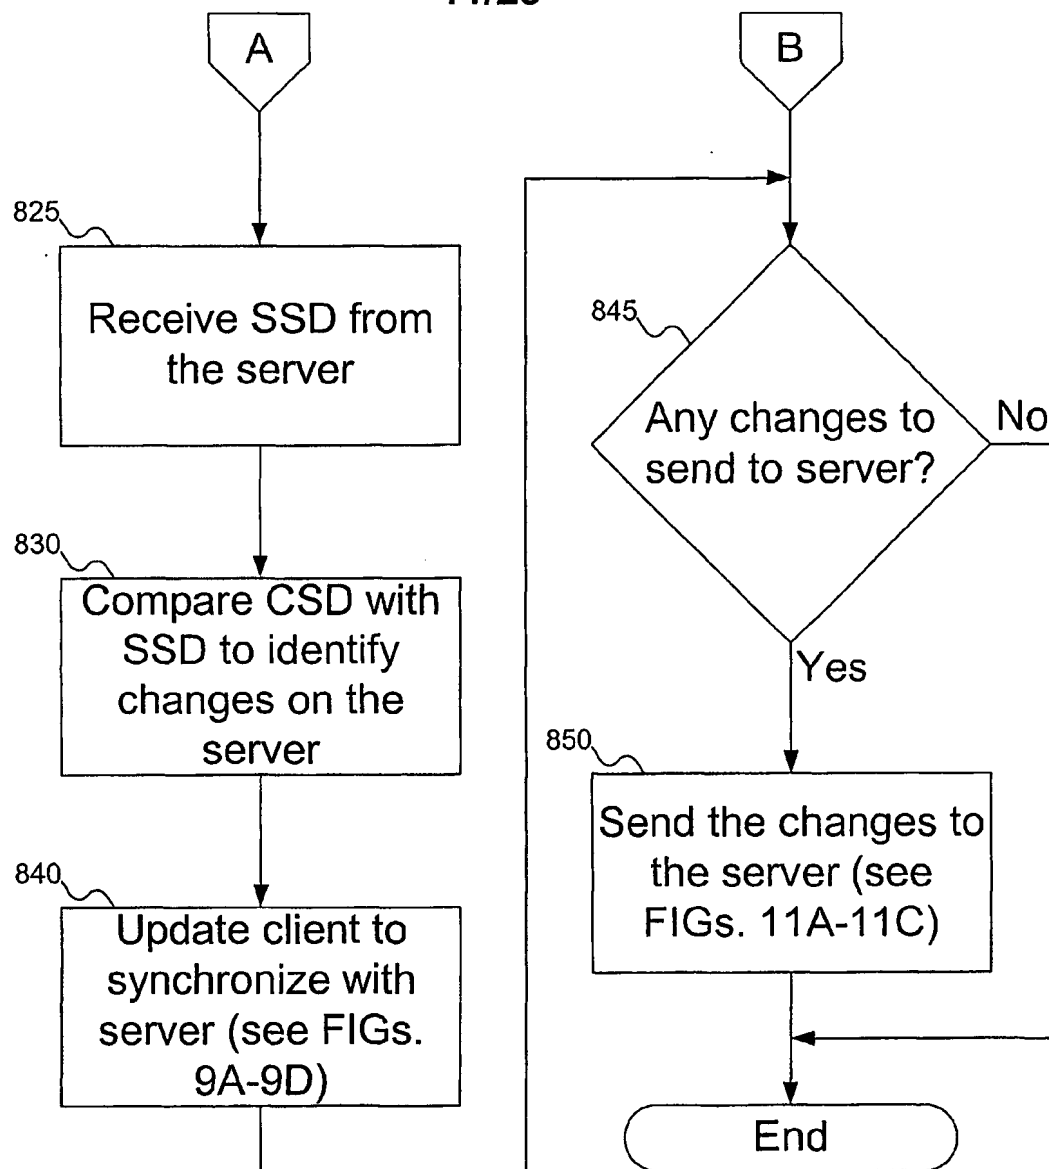 A
825
Receive SSD from
the server
830
Compare CSD with
SSD to identify
changes on the
server
840
Update client to
synchronize with
server (see FIGs.
9A-9D)
B
845
Any changes to
send to server?
No
Yes
850
Send the changes to
the server (see
FIGs. 11A-11C)
End